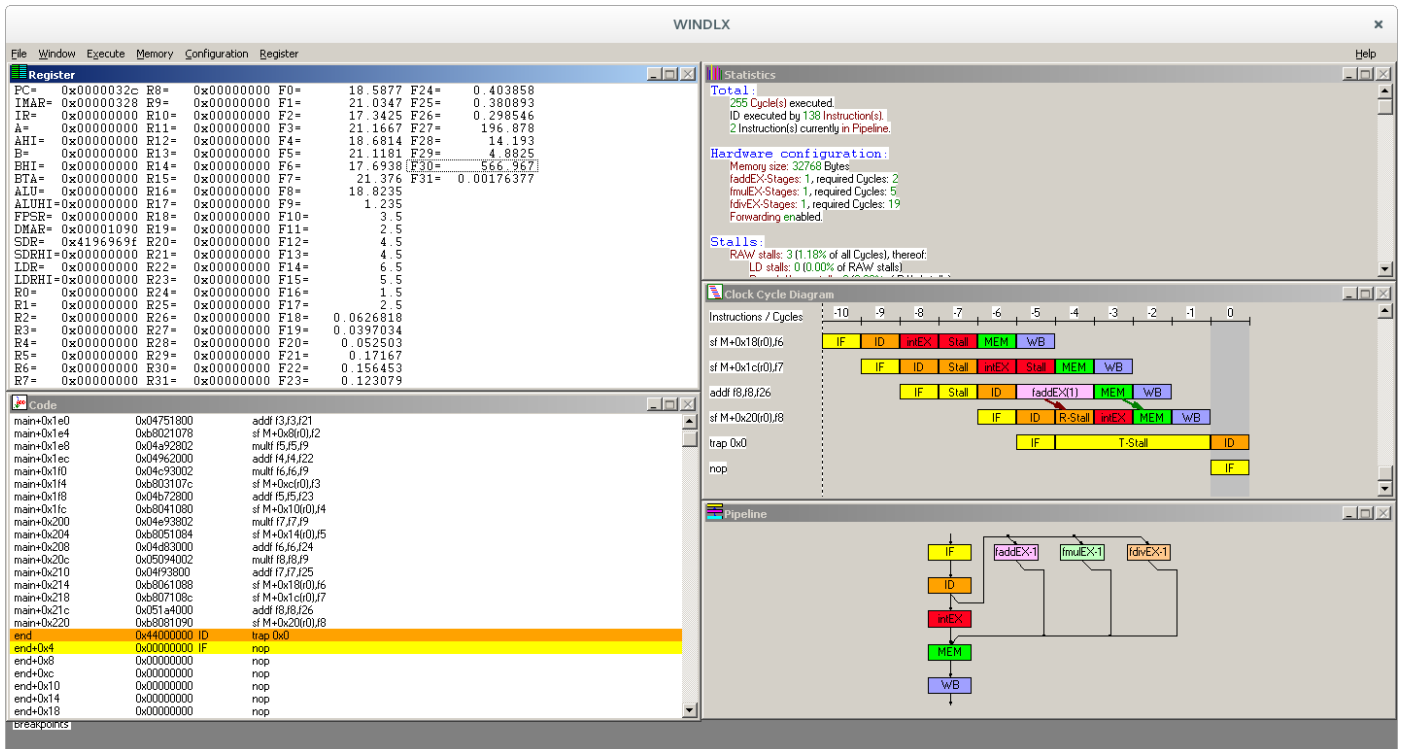 WINDLX
×
File Window Execute Memory Configuration Register Help
Register
PC= 0x0000032c R8= 0x00000000 F0= 18.5877 F24= 0.403858
IMAR= 0x00000328 R9= 0x00000000 F1= 21.0347 F25= 0.380893
IR= 0x00000000 R10= 0x00000000 F2= 17.3425 F26= 0.298546
A= 0x00000000 R11= 0x00000000 F3= 21.1667 F27= 196.878
AHI= 0x00000000 R12= 0x00000000 F4= 18.6814 F28= 14.193
B= 0x00000000 R13= 0x00000000 F5= 21.1181 F29= 4.8825
BHI= 0x00000000 R14= 0x00000000 F6= 17.6938 F30= 566.967
BTA= 0x00000000 R15= 0x00000000 F7= 21.376 F31= 0.00176377
ALU= 0x00000000 R16= 0x00000000 F8= 18.8235
ALUHI=0x00000000 R17= 0x00000000 F9= 1.235
FPSR= 0x00000000 R18= 0x00000000 F10= 3.5
DMAR= 0x00001090 R19= 0x00000000 F11= 2.5
SDR= 0x4196969f R20= 0x00000000 F12= 4.5
SDRHI=0x00000000 R21= 0x00000000 F13= 4.5
LDR= 0x00000000 R22= 0x00000000 F14= 6.5
LDRHI=0x00000000 R23= 0x00000000 F15= 5.5
R0= 0x00000000 R24= 0x00000000 F16= 1.5
R1= 0x00000000 R25= 0x00000000 F17= 2.5
R2= 0x00000000 R26= 0x00000000 F18= 0.0626818
R3= 0x00000000 R27= 0x00000000 F19= 0.0397034
R4= 0x00000000 R28= 0x00000000 F20= 0.052503
R5= 0x00000000 R29= 0x00000000 F21= 0.17167
R6= 0x00000000 R30= 0x00000000 F22= 0.156453
R7= 0x00000000 R31= 0x00000000 F23= 0.123079
Code
main+0x1e0 0x04751800 addf f3,f3,f21
main+0x1e4 0xb8021078 sf M+0x8(r0),f2
main+0x1e8 0x04a92802 multf f5,f5,f9
main+0x1ec 0x04962000 addf f4,f4,f22
main+0x1f0 0x04c93002 multf f6,f6,f9
main+0x1f4 0xb803107c sf M+0xc(r0),f3
main+0x1f8 0x04b72800 addf f5,f5,f23
main+0x1fc 0xb8041080 sf M+0x10(r0),f4
main+0x200 0x04e93802 multf f7,f7,f9
main+0x204 0xb8051084 sf M+0x14(r0),f5
main+0x208 0x04d83000 addf f6,f6,f24
main+0x20c 0x05094002 multf f8,f8,f9
main+0x210 0x04f93800 addf f7,f7,f25
main+0x214 0xb8061088 sf M+0x18(r0),f6
main+0x218 0xb807108c sf M+0x1c(r0),f7
main+0x21c 0x051a4000 addf f8,f8,f26
main+0x220 0xb8081090 sf M+0x20(r0),f8
end 0x44000000 ID trap 0x0
end+0x4 0x00000000 IF nop
end+0x8 0x00000000 nop
end+0xc 0x00000000 nop
end+0x10 0x00000000 nop
end+0x14 0x00000000 nop
end+0x18 0x00000000 nop
Breakpoints
Statistics
Total:
255 Cycle(s) executed.
ID executed by 138 Instruction(s).
2 Instruction(s) currently in Pipeline.
Hardware configuration:
Memory size: 32768 Bytes
faddEX-Stages: 1, required Cycles: 2
fmulEX-Stages: 1, required Cycles: 5
fdivEX-Stages: 1, required Cycles: 19
Forwarding enabled.
Stalls:
RAW stalls: 3 (1.18% of all Cycles), thereof:
LD stalls: 0 (0.00% of RAW stalls)
Clock Cycle Diagram
Instructions / Cycles -10 -9 -8 -7 -6 -5 -4 -3 -2 -1 0
sf M+0x18(r0),f6 IF ID intEX Stall MEM WB
sf M+0x1c(r0),f7 IF ID Stall intEX Stall MEM WB
addf f8,f8,f26 IF Stall ID faddEX(1) MEM WB
sf M+0x20(r0),f8 IF ID R-Stall intEX MEM WB
trap 0x0 IF T-Stall ID
nop IF
Pipeline
IF faddEX-1 fmulEX-1 fdivEX-1
ID
intEX
MEM
WB